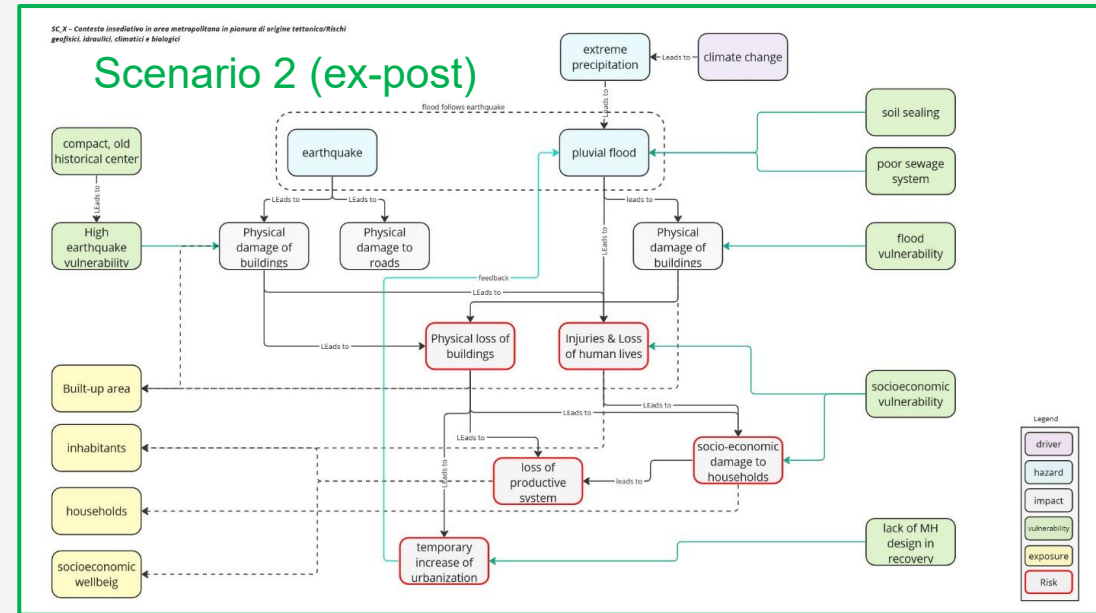 SC_X – Contesto insediativo in area metropolitana in pianura di origine tettonica/Rischi
geofisici, idraulici, climatici e biologici
Scenario 2 (ex-post)
extreme
precipitation
Leads to
climate change
Leads to
flood follows earthquake
soil sealing
compact, old
historical center
earthquake
pluvial flood
poor sewage
system
LEads to
LEads to
LEads to
leads to
High
earthquake
vulnerability
Physical
damage of
buildings
Physical
damage to
roads
LEads to
Physical
damage of
buildings
flood
vulnerability
feedback
LEads to
Physical loss of
buildings
Injuries & Loss
of human lives
LEads to
Built-up area
socioeconomic
vulnerability
LEads to
LEads to
LEads to
inhabitants
socio-economic
damage to
households
loss of
productive
system
leads to
LEads to
households
lack of MH
design in
recovery
temporary
increase of
urbanization
socioeconomic
wellbeig
Legend
driver
hazard
impact
vulnerability
exposure
Risk